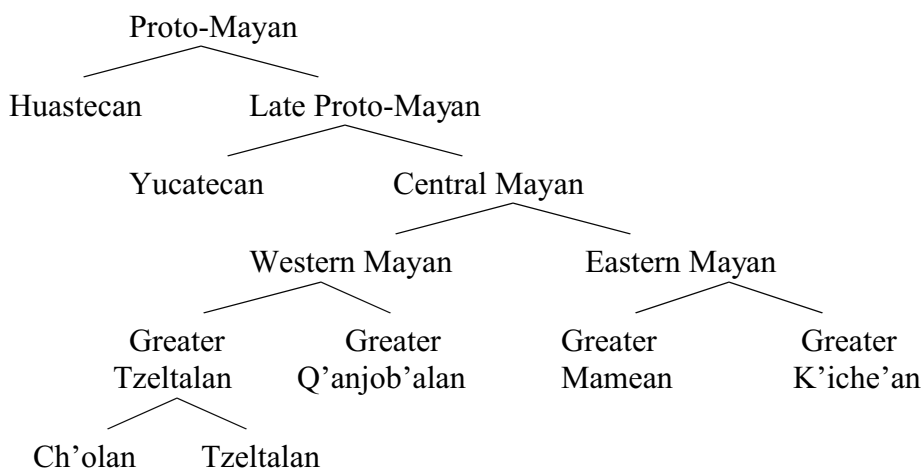 Proto-Mayan
Huastecan Late Proto-Mayan
Yucatecan Central Mayan
Western Mayan Eastern Mayan
Greater Greater Greater Greater
Tzeltalan Q’anjob’alan Mamean K’iche’an
Ch’olan Tzeltalan